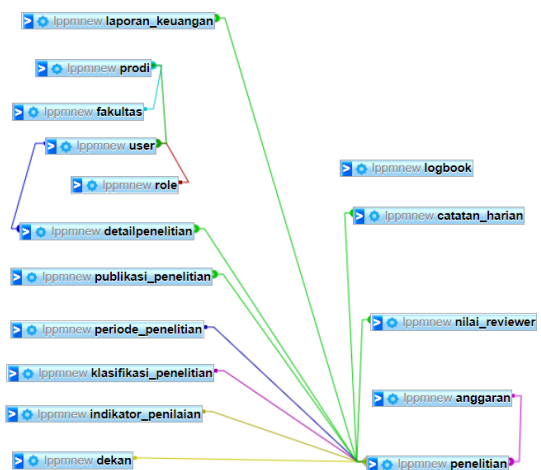 lppmnew laporan_keuangan
lppmnew prodi
lppmnew fakultas
lppmnew user
lppmnew role
lppmnew logbook
lppmnew catatan_harian
lppmnew detailpenelitian
lppmnew publikasi_penelitian
lppmnew periode_penelitian
lppmnew nilai_reviewer
lppmnew klasifikasi_penelitian
lppmnew anggaran
lppmnew indikator_penilaian
lppmnew dekan
lppmnew penelitian